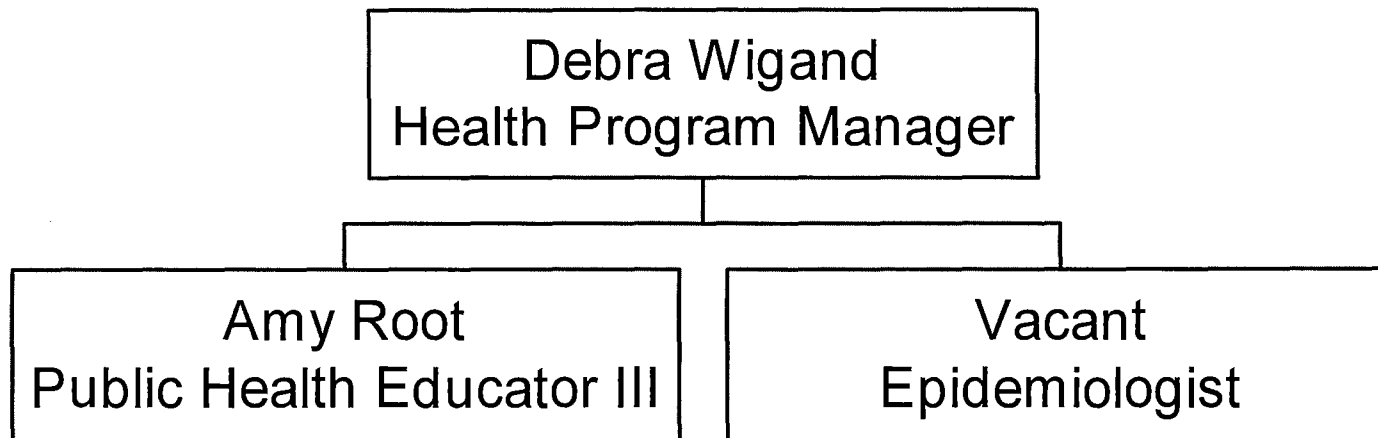 Debra Wigand
Health Program Manager
Amy Root
Public Health Educator III
Vacant
Epidemiologist